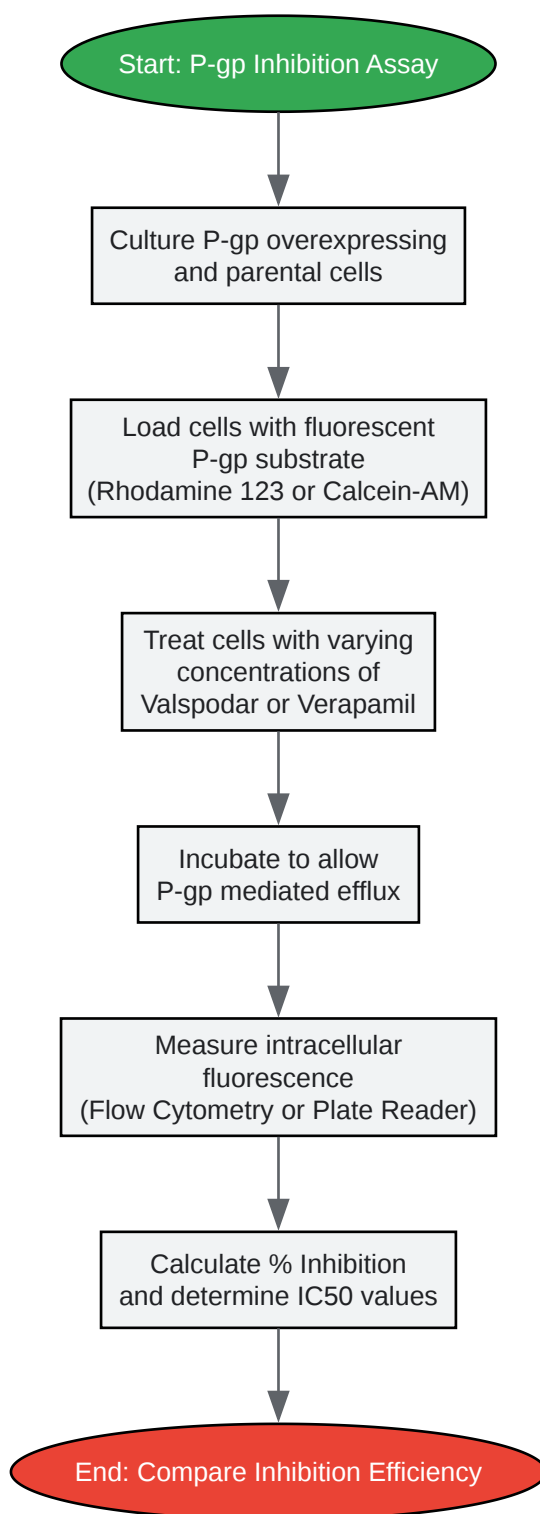 Start: P-gp Inhibition Assay
Culture P-gp overexpressing
and parental cells
Load cells with fluorescent
P-gp substrate
(Rhodamine 123 or Calcein-AM)
Treat cells with varying
concentrations of
Valspodar or Verapamil
Incubate to allow
P-gp mediated efflux
Measure intracellular
fluorescence
(Flow Cytometry or Plate Reader)
Calculate % Inhibition
and determine IC50 values
End: Compare Inhibition Efficiency